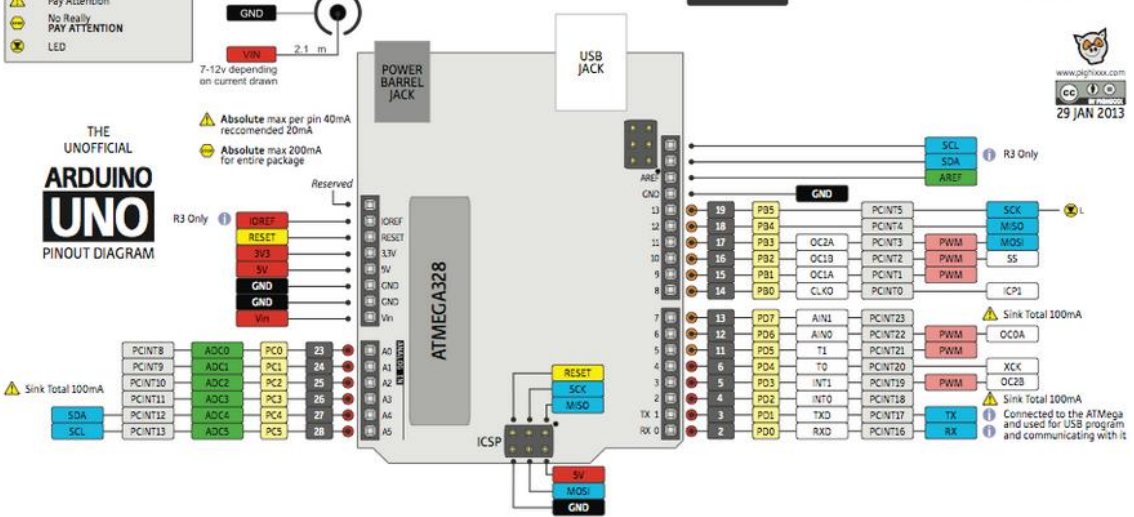 Pay Attention
No Really
PAY ATTENTION
LED
GND
VIN
2.1 m
7-12v depending
on current drawn
Absolute max per pin 40mA
reccomended 20mA
Absolute max 200mA
for entire package
THE
UNOFFICIAL
ARDUINO
UNO
PINOUT DIAGRAM
POWER
BARREL
JACK
USB
JACK
www.pighixxx.com
cc
29 JAN 2013
Reserved
R3 Only
IOREF
RESET
3V3
5V
GND
GND
Vin
IOREF
RESET
3,3V
5V
GND
GND
Vin
ATMEGA328
AREF
GND
13
12
11
10
9
8
7
6
5
4
3
2
TX 1
RX 0
SCL
SDA
AREF
R3 Only
GND
19 PB5 PCINT5 SCK L
18 PB4 PCINT4 MISO
17 PB3 OC2A PCINT3 PWM MOSI
16 PB2 OC1B PCINT2 PWM SS
15 PB1 OC1A PCINT1 PWM
14 PB0 CLKO PCINT0 ICP1
Sink Total 100mA
13 PD7 AIN1 PCINT23
12 PD6 AIN0 PCINT22 PWM OC0A
11 PD5 T1 PCINT21 PWM
6 PD4 T0 PCINT20 XCK
5 PD3 INT1 PCINT19 PWM OC2B
4 PD2 INT0 PCINT18
Sink Total 100mA
3 PD1 TXD PCINT17 TX
2 PD0 RXD PCINT16 RX
Connected to the ATMega
and used for USB program
and communicating with it
PCINT8 ADC0 PC0 23 A0
PCINT9 ADC1 PC1 24 A1
PCINT10 ADC2 PC2 25 A2
PCINT11 ADC3 PC3 26 A3
SDA PCINT12 ADC4 PC4 27 A4
SCL PCINT13 ADC5 PC5 28 A5
Sink Total 100mA
ANALOG IN
RESET
SCK
MISO
ICSP
5V
MOSI
GND